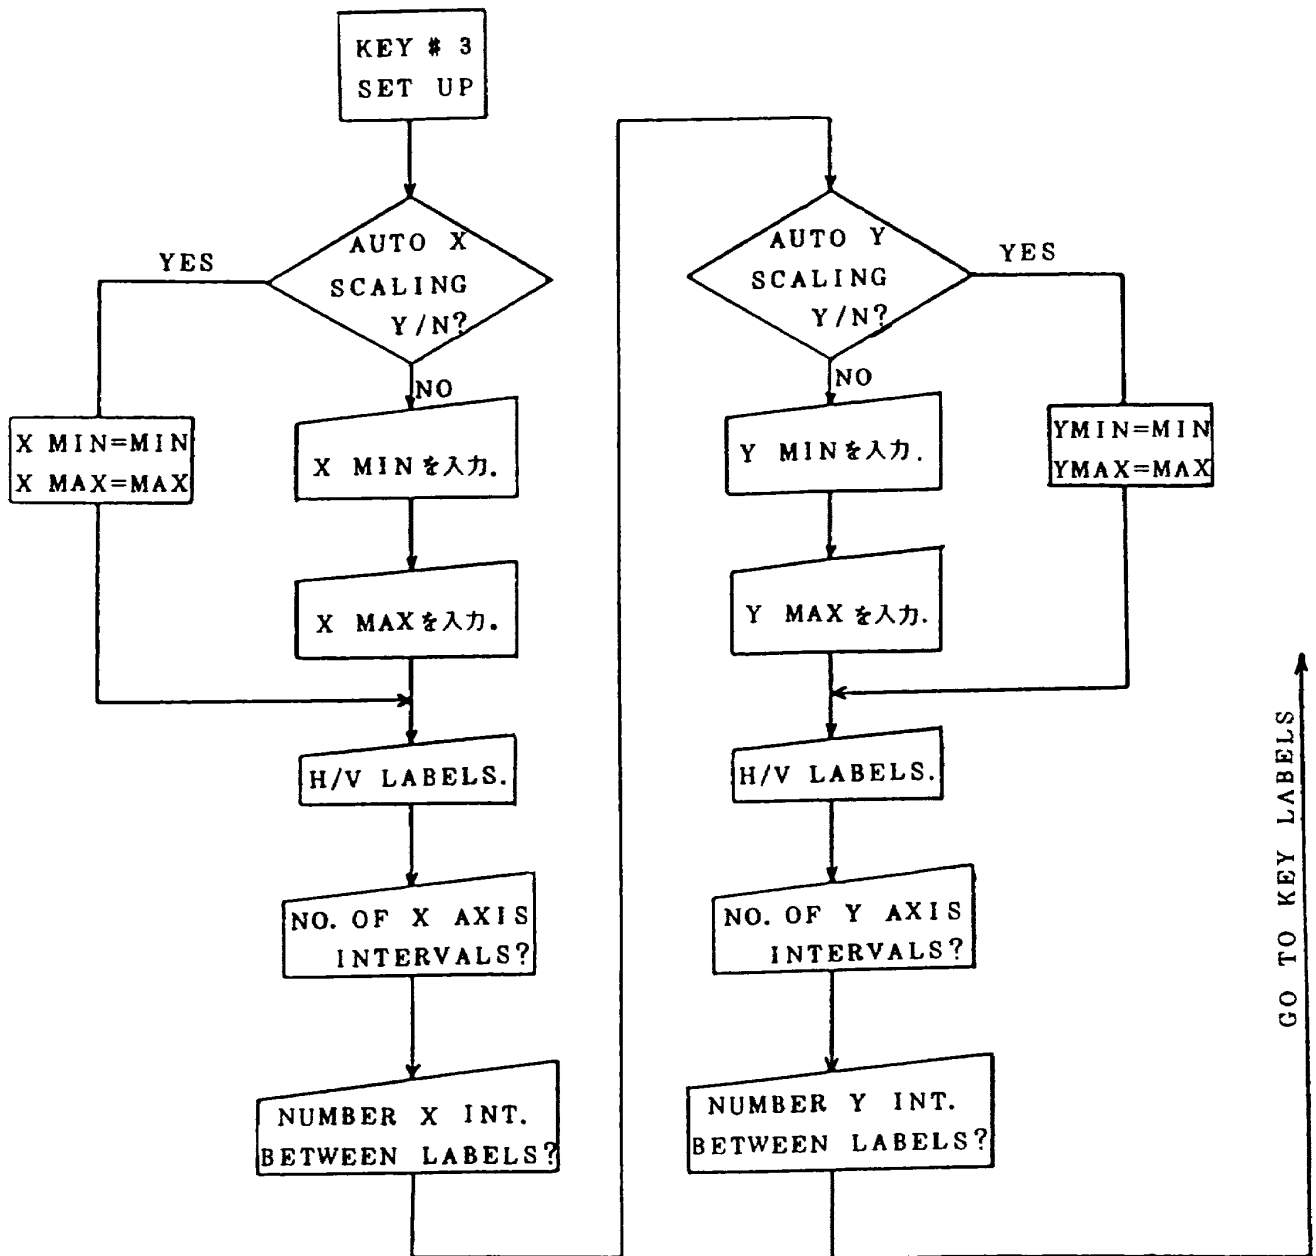 KEY # 3
SET UP
AUTO X
SCALING
Y/N?
YES
NO
X MIN=MIN
X MAX=MAX
X MINを入力.
X MAXを入力.
H/V LABELS.
NO. OF X AXIS
INTERVALS?
NUMBER X INT.
BETWEEN LABELS?
AUTO Y
SCALING
Y/N?
YES
NO
Y MINを入力.
YMIN=MIN
YMAX=MAX
Y MAXを入力.
H/V LABELS.
NO. OF Y AXIS
INTERVALS?
NUMBER Y INT.
BETWEEN LABELS?
GO TO KEY LABELS